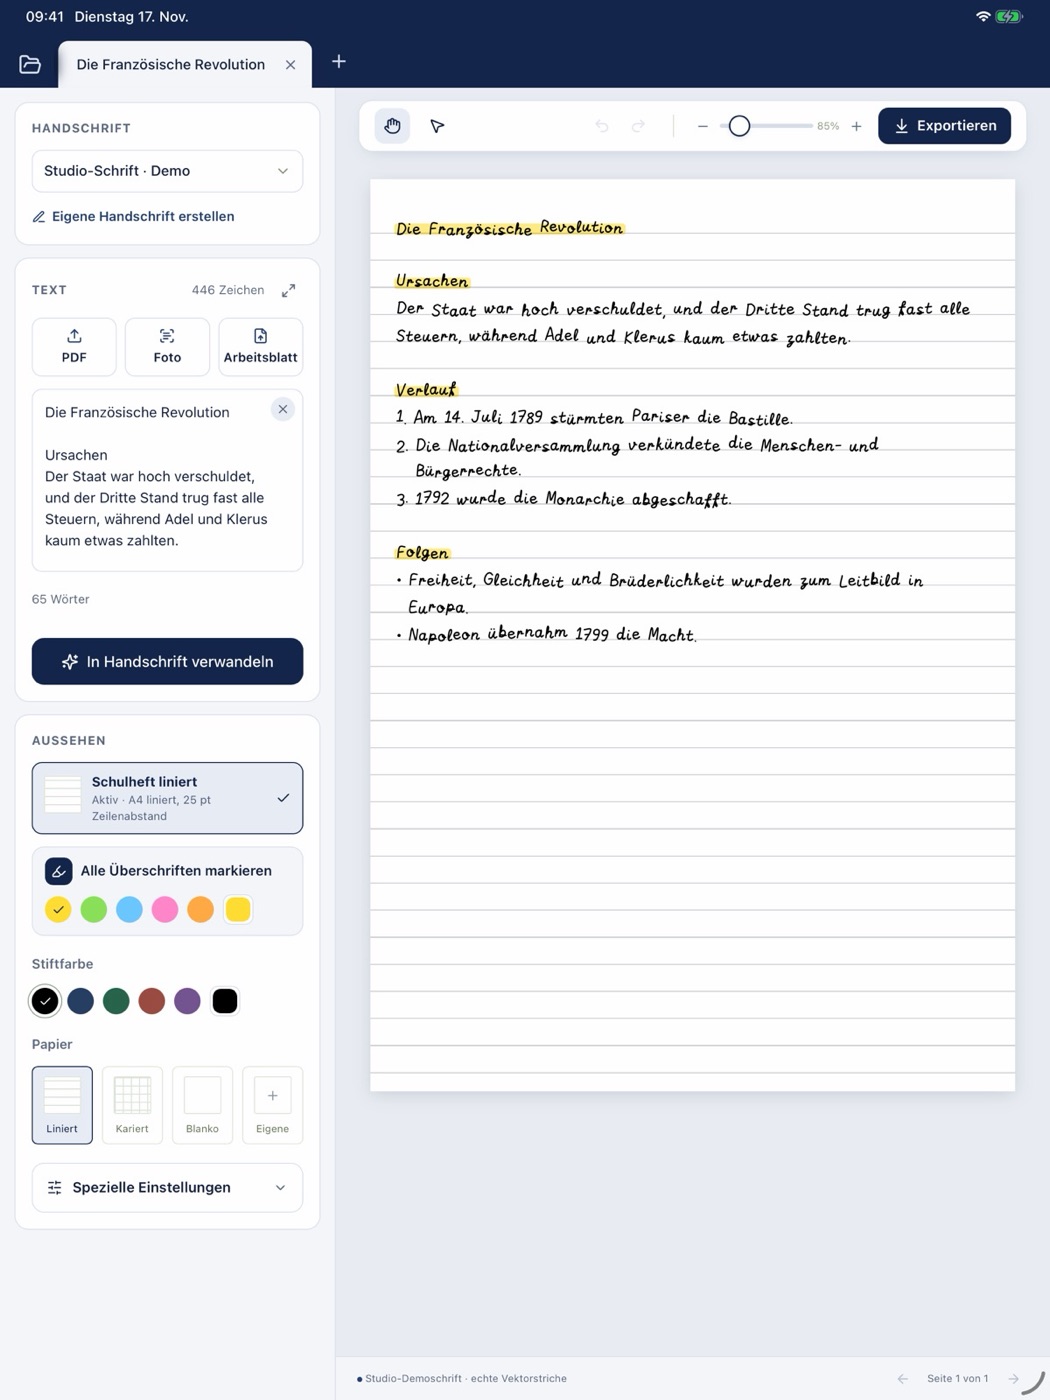 09:41 Dienstag 17. Nov.
Die Französische Revolution
HANDSCHRIFT
Studio-Schrift · Demo
Eigene Handschrift erstellen
TEXT 446 Zeichen
PDF Foto Arbeitsblatt
Die Französische Revolution
Ursachen
Der Staat war hoch verschuldet,
und der Dritte Stand trug fast alle
Steuern, während Adel und Klerus
kaum etwas zahlten.
65 Wörter
In Handschrift verwandeln
AUSSEHEN
Schulheft liniert
Aktiv · A4 liniert, 25 pt
Zeilenabstand
Alle Überschriften markieren
Stiftfarbe
Papier
Liniert Kariert Blanko Eigene
Spezielle Einstellungen
85% Exportieren
Die Französische Revolution
Ursachen
Der Staat war hoch verschuldet, und der Dritte Stand trug fast alle
Steuern, während Adel und Klerus kaum etwas zahlten.
Verlauf
1. Am 14. Juli 1789 stürmten Pariser die Bastille.
2. Die Nationalversammlung verkündete die Menschen- und
Bürgerrechte.
3. 1792 wurde die Monarchie abgeschafft.
Folgen
• Freiheit, Gleichheit und Brüderlichkeit wurden zum Leitbild in
Europa.
• Napoleon übernahm 1799 die Macht.
Studio-Demoschrift · echte Vektorstriche
Seite 1 von 1